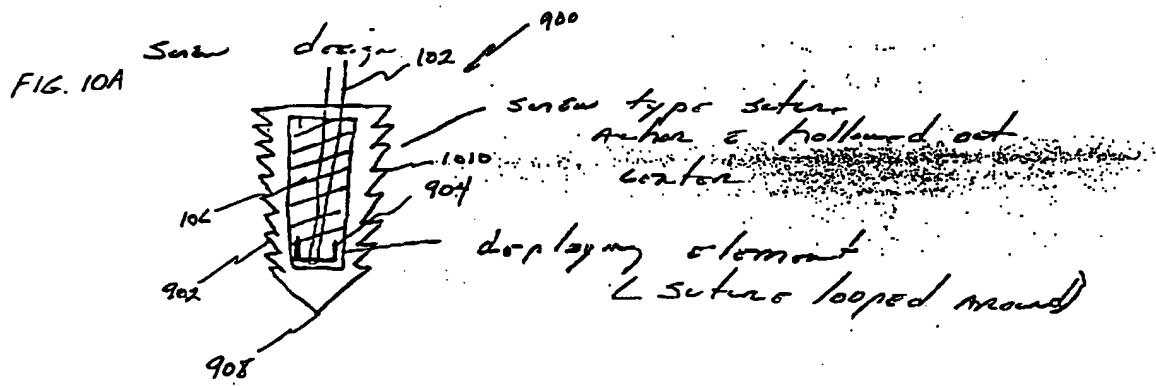 900
Screw design
102
FIG. 10A
screw type suture
Achor c̄ hollowed out
center
1010
904
106
deploying element
( suture looped around)
902
908